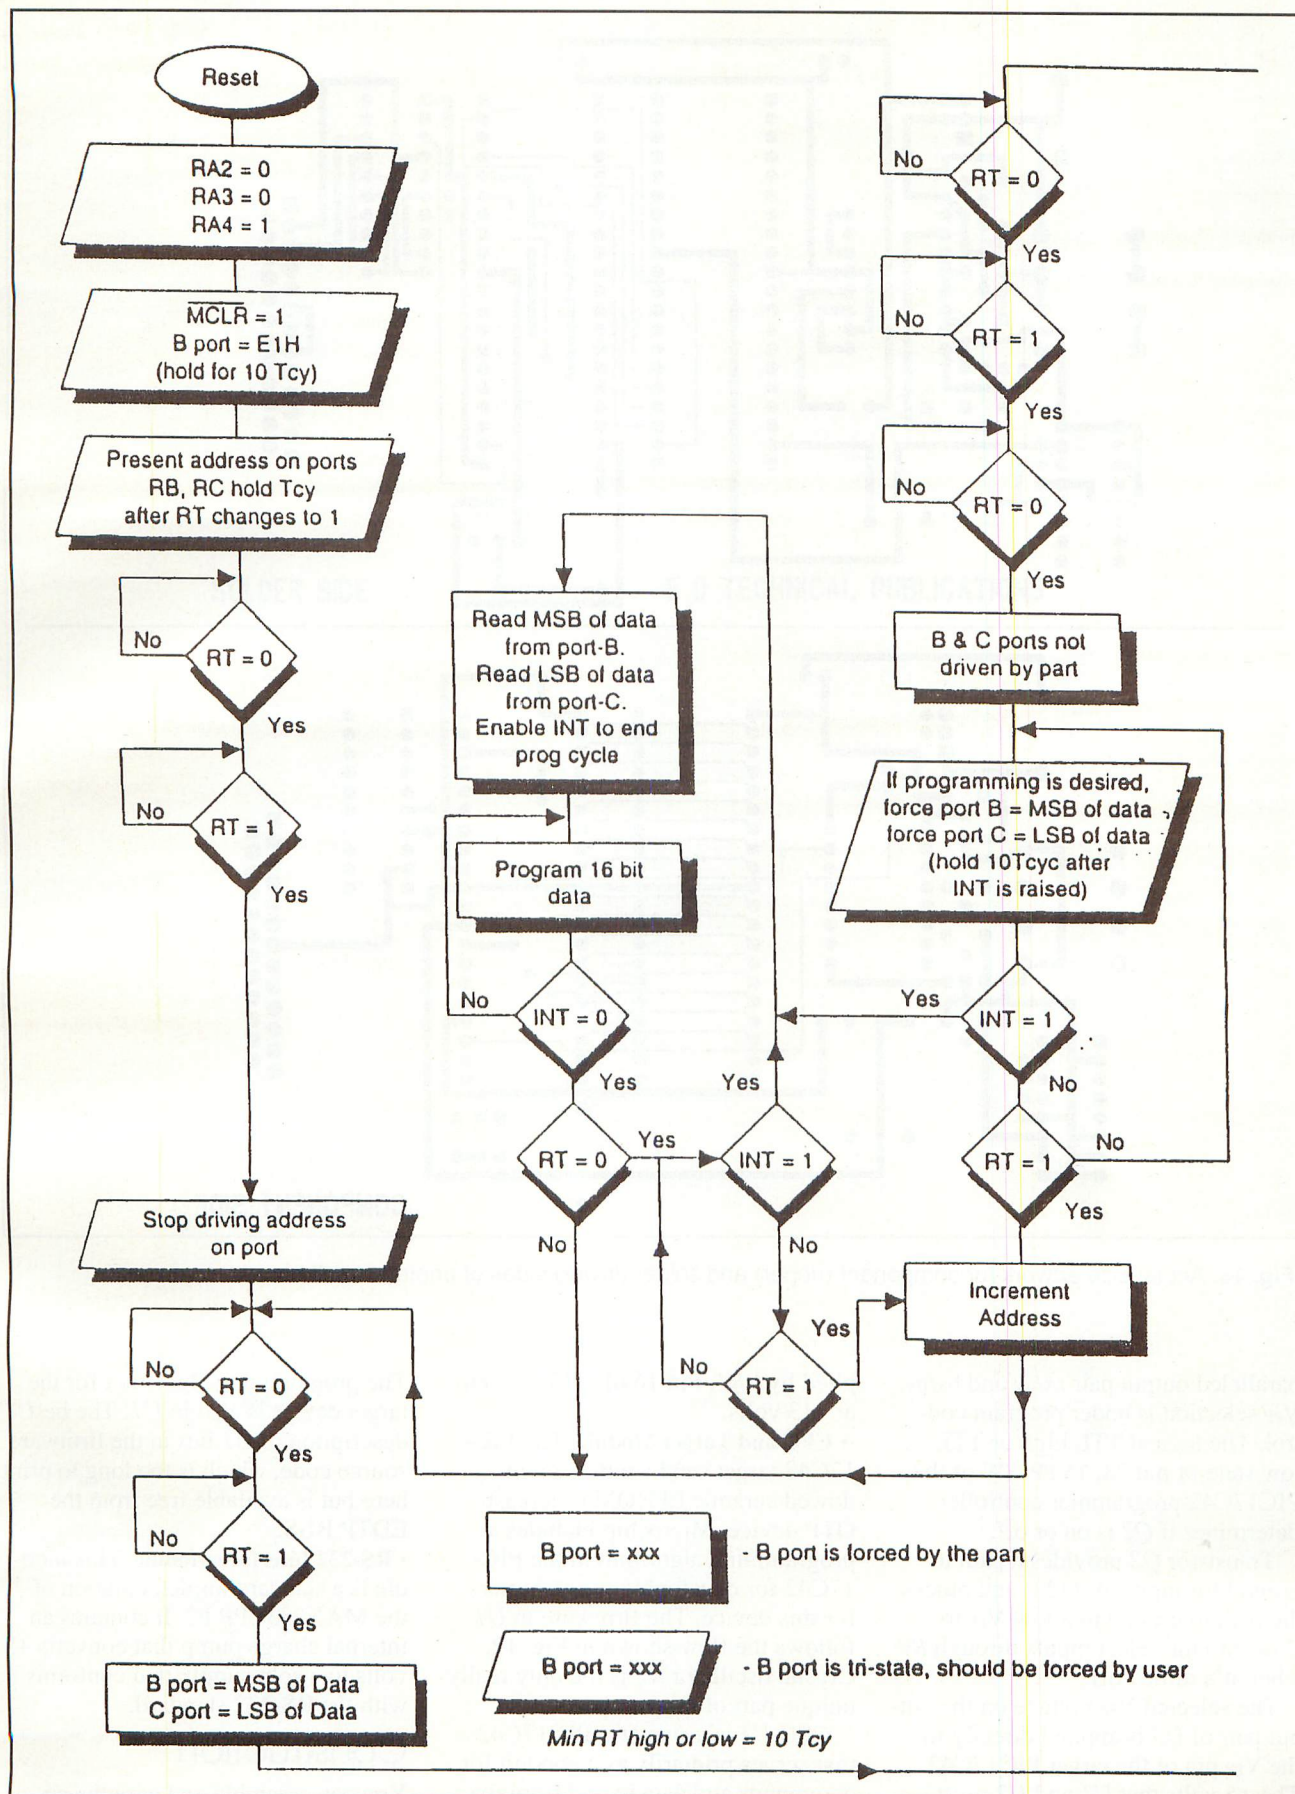 Reset
RA2 = 0
RA3 = 0
RA4 = 1
MCLR = 1
B port = E1H
(hold for 10 Tcy)
Present address on ports
RB, RC hold Tcy
after RT changes to 1
No
RT = 0
Yes
No
RT = 1
Yes
Stop driving address
on port
No
RT = 0
Yes
No
RT = 1
Yes
B port = MSB of Data
C port = LSB of Data
Read MSB of data
from port-B.
Read LSB of data
from port-C.
Enable INT to end
prog cycle
Program 16 bit
data
No
INT = 0
Yes
RT = 0
Yes
No
Yes
INT = 1
No
No
RT = 1
Yes
No
RT = 0
Yes
No
RT = 1
Yes
No
RT = 0
Yes
B & C ports not
driven by part
If programming is desired,
force port B = MSB of data
force port C = LSB of data
(hold 10Tcyc after
INT is raised)
Yes
INT = 1
No
RT = 1
No
Yes
Increment
Address
B port = xxx
- B port is forced by the part
B port = xxx
- B port is tri-state, should be forced by user
Min RT high or low = 10 Tcy